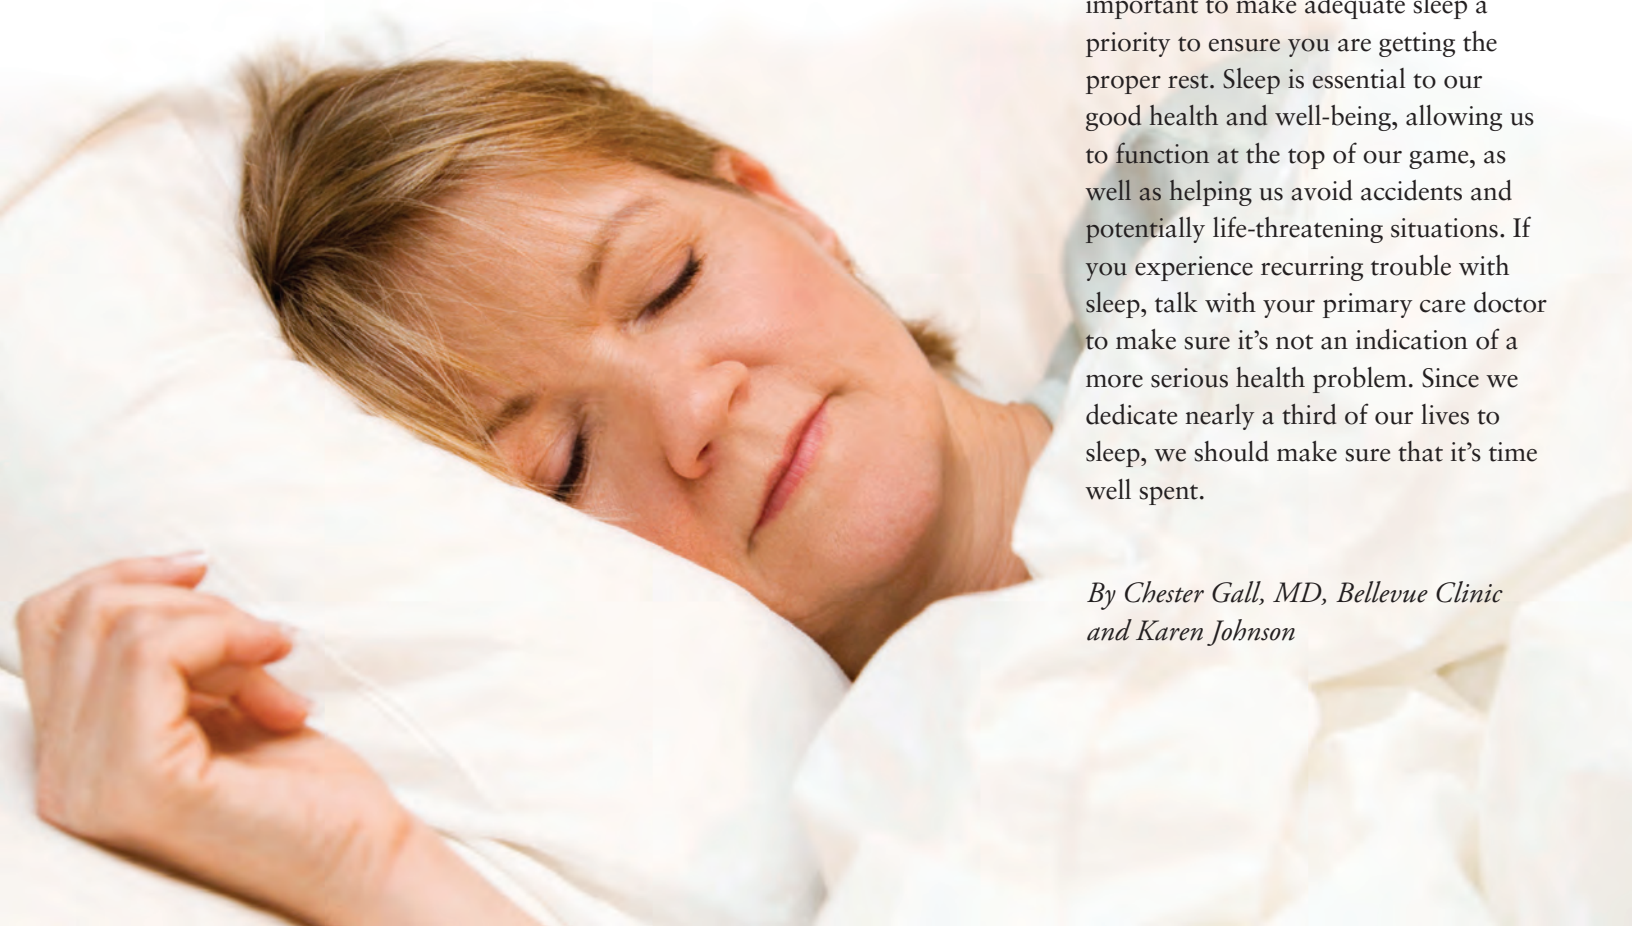 important to make adequate sleep a
priority to ensure you are getting the
proper rest. Sleep is essential to our
good health and well-being, allowing us
to function at the top of our game, as
well as helping us avoid accidents and
potentially life-threatening situations. If
you experience recurring trouble with
sleep, talk with your primary care doctor
to make sure it’s not an indication of a
more serious health problem. Since we
dedicate nearly a third of our lives to
sleep, we should make sure that it’s time
well spent.
By Chester Gall, MD, Bellevue Clinic
and Karen Johnson